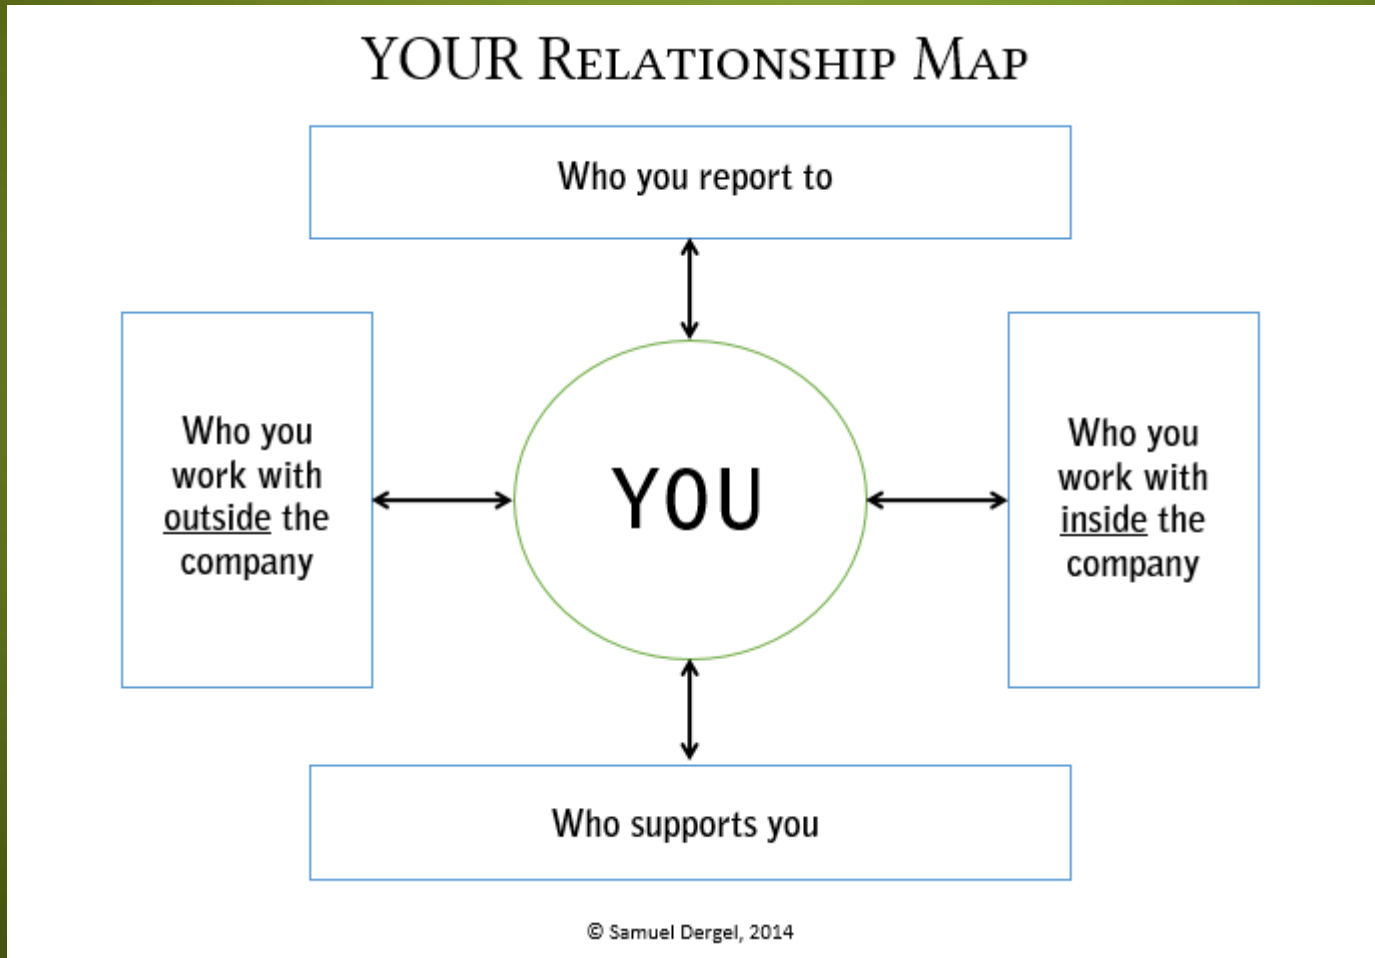 YOUR RELATIONSHIP MAP
Who you report to
Who you
work with
outside the
company
YOU
Who you
work with
inside the
company
Who supports you
© Samuel Dergel, 2014